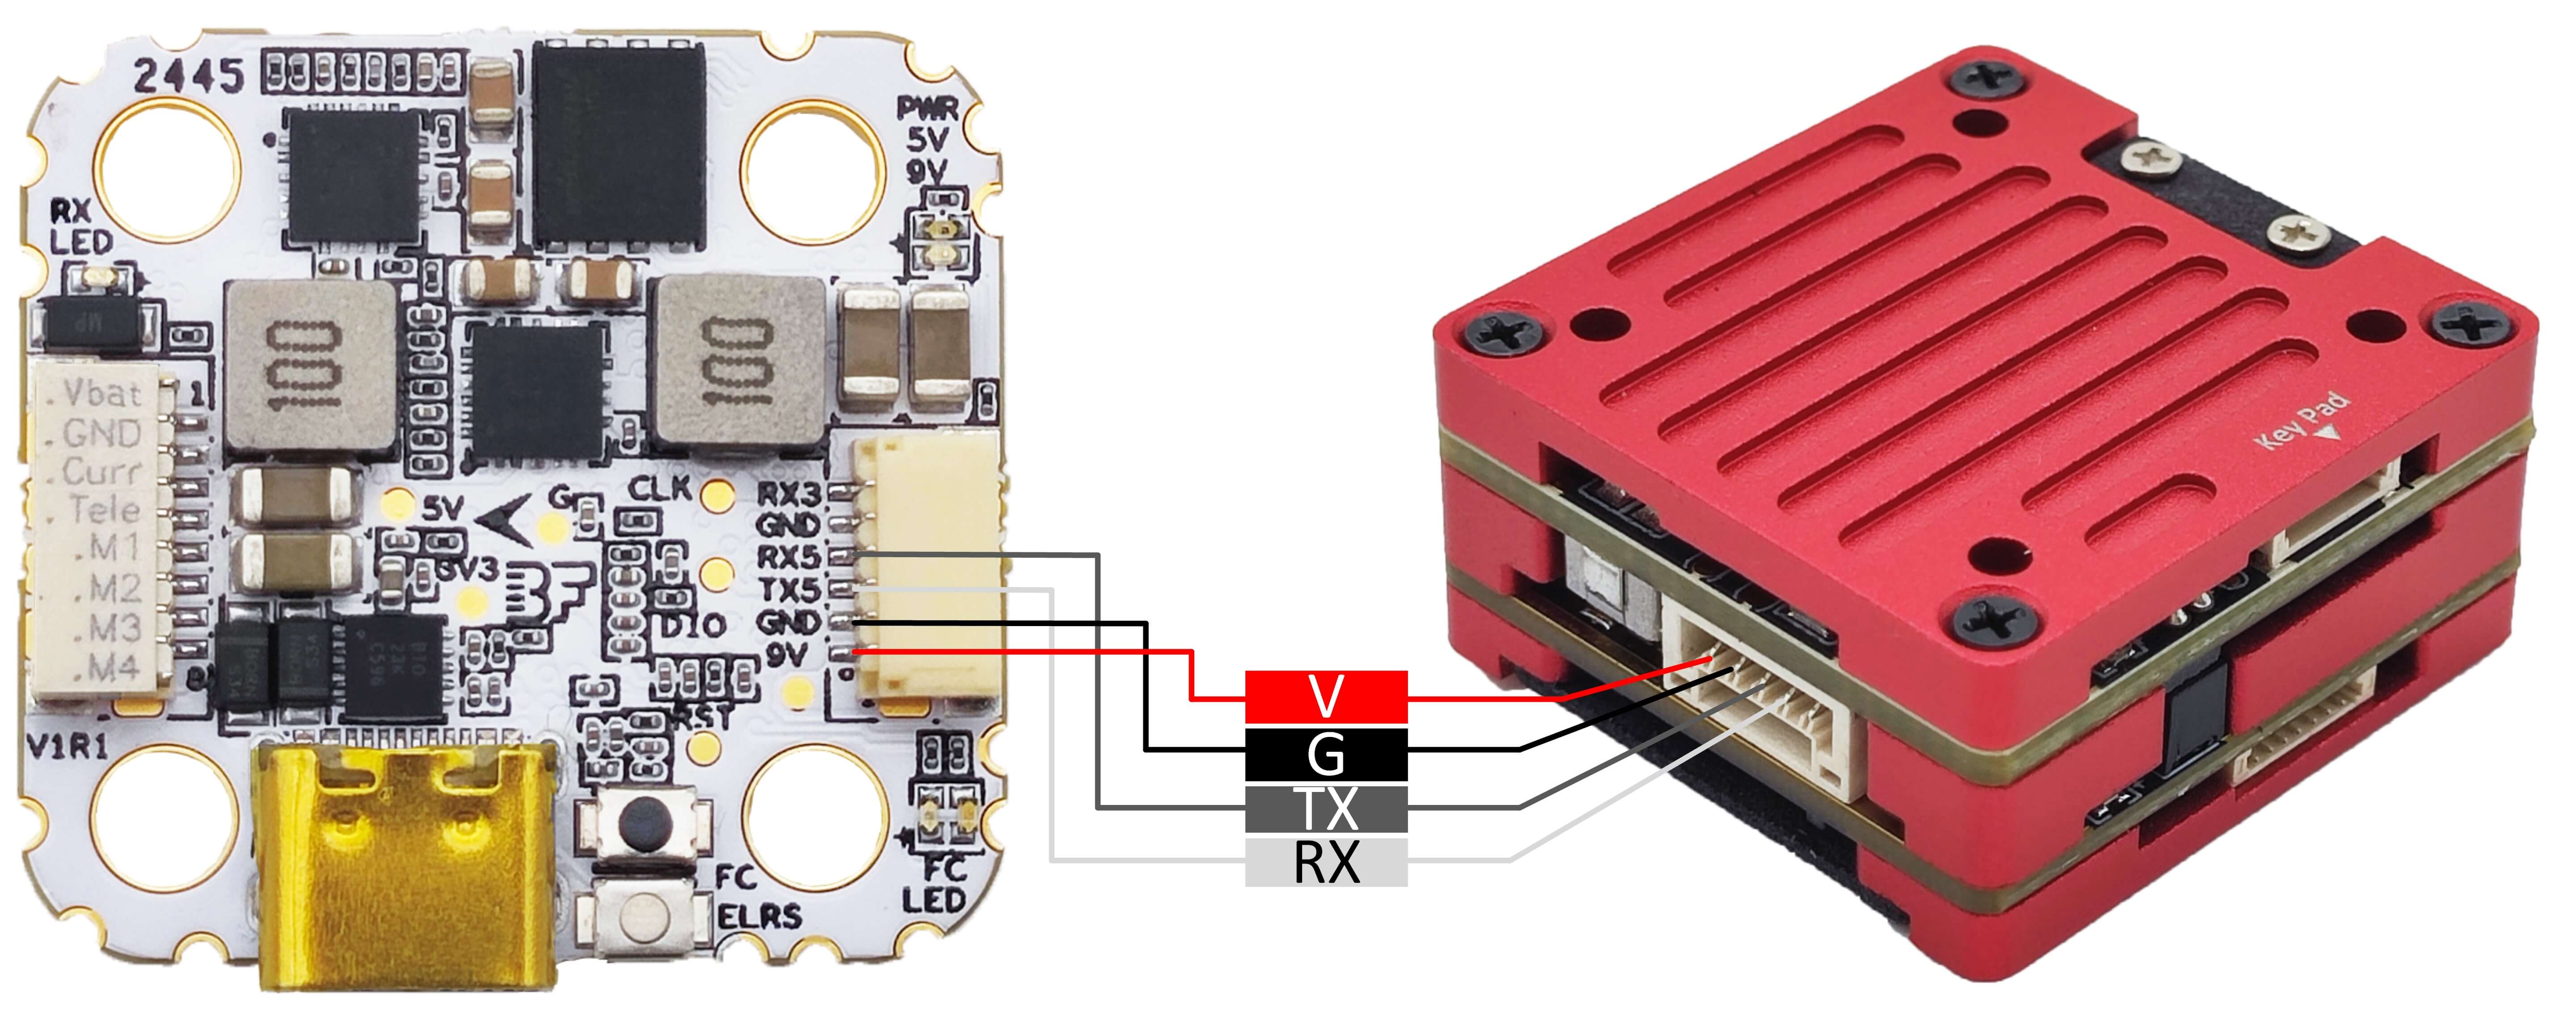 2445
PWR
5V
9V
RX
LED
100
100
.Vbat
1
.GND
.Curr
.Tele
.M1
.M2
.M3
.M4
5V
G
CLK
3V3
DIO
RST
RX3
GND
RX5
TX5
GND
9V
V1R1
FC
ELRS
FC
LED
V
G
TX
RX
Key Pad